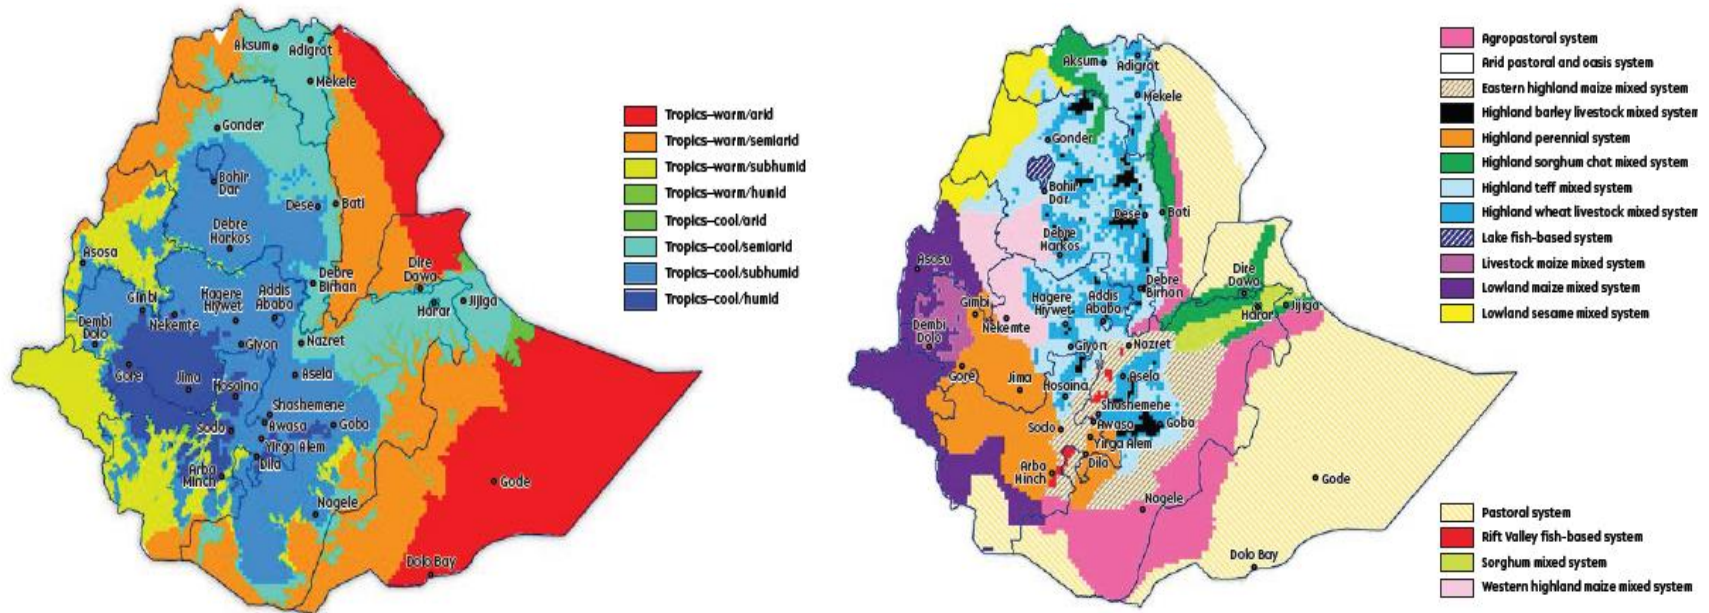 Aksum
Adigrat
Mekele
Gonder
Bahir
Dar
Dese
Bati
Debre
Markos
Asosa
Debre
Birhan
Dire
Dawa
Gimbi
Nekemte
Hagere
Hiywet
Addis
Ababa
Harar
Jijiga
Dembi
Dolo
Giyon
Nazret
Gore
Jima
Hosaina
Asela
Shashemene
Awasa
Goba
Sodo
Yirga Alem
Dila
Arba
Minch
Gode
Nagele
Dolo Bay
Tropics–warm/arid
Tropics–warm/semiarid
Tropics–warm/subhumid
Tropics–warm/humid
Tropics–cool/arid
Tropics–cool/semiarid
Tropics–cool/subhumid
Tropics–cool/humid
Aksum
Adigrat
Mekele
Gonder
Bahir
Dar
Dese
Bati
Debre
Markos
Asosa
Debre
Birhan
Dire
Dawa
Gimbi
Nekemte
Hagere
Hiywet
Addis
Ababa
Harar
Jijiga
Dembi
Dolo
Giyon
Nazret
Gore
Jima
Hosaina
Asela
Shashemene
Awasa
Goba
Sodo
Yirga Alem
Dila
Arba
Minch
Gode
Nagele
Dolo Bay
Agropastoral system
Arid pastoral and oasis system
Eastern highland maize mixed system
Highland barley livestock mixed system
Highland perennial system
Highland sorghum chat mixed system
Highland teff mixed system
Highland wheat livestock mixed system
Lake fish-based system
Livestock maize mixed system
Lowland maize mixed system
Lowland sesame mixed system
Pastoral system
Rift Valley fish-based system
Sorghum mixed system
Western highland maize mixed system